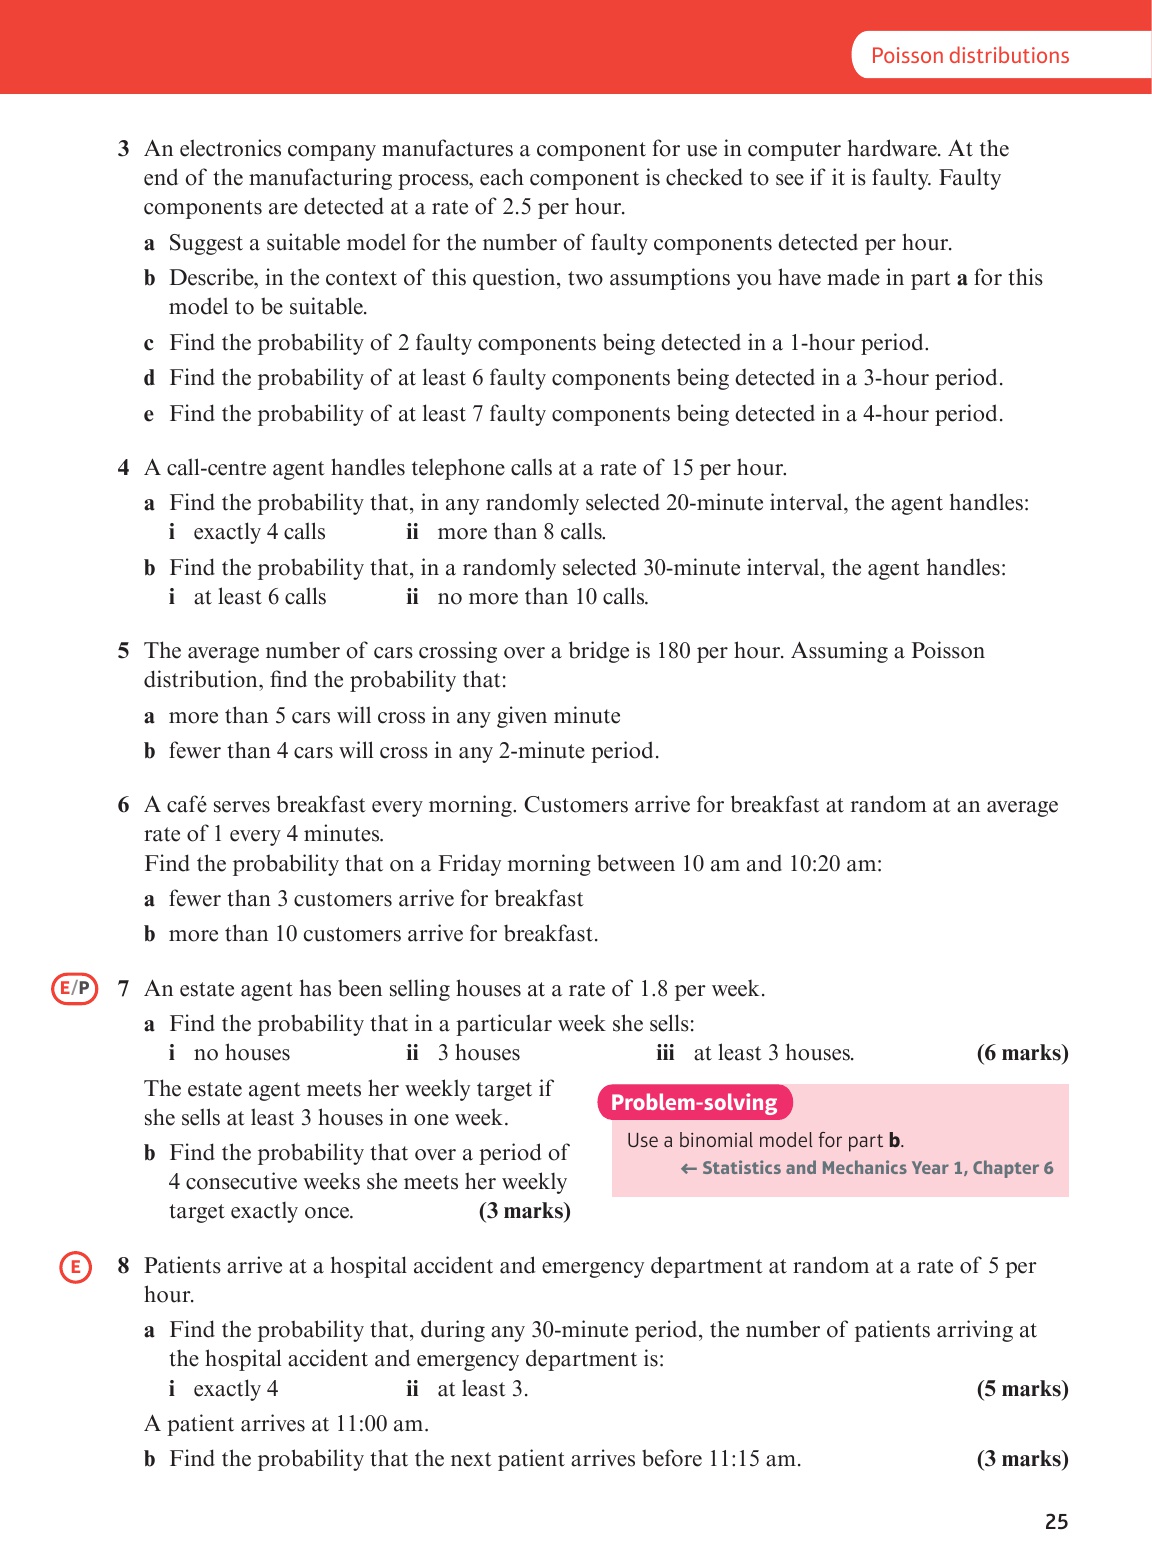 Poisson distributions
3 An electronics company manufactures a component for use in computer hardware. At the
end of the manufacturing process, each component is checked to see if it is faulty. Faulty
components are detected at a rate of 2.5 per hour.
a Suggest a suitable model for the number of faulty components detected per hour.
b Describe, in the context of this question, two assumptions you have made in part a for this
model to be suitable.
c Find the probability of 2 faulty components being detected in a 1-hour period.
d Find the probability of at least 6 faulty components being detected in a 3-hour period.
e Find the probability of at least 7 faulty components being detected in a 4-hour period.
4 A call-centre agent handles telephone calls at a rate of 15 per hour.
a Find the probability that, in any randomly selected 20-minute interval, the agent handles:
i exactly 4 calls ii more than 8 calls.
b Find the probability that, in a randomly selected 30-minute interval, the agent handles:
i at least 6 calls ii no more than 10 calls.
5 The average number of cars crossing over a bridge is 180 per hour. Assuming a Poisson
distribution, find the probability that:
a more than 5 cars will cross in any given minute
b fewer than 4 cars will cross in any 2-minute period.
6 A café serves breakfast every morning. Customers arrive for breakfast at random at an average
rate of 1 every 4 minutes.
Find the probability that on a Friday morning between 10 am and 10:20 am:
a fewer than 3 customers arrive for breakfast
b more than 10 customers arrive for breakfast.
E/P 7 An estate agent has been selling houses at a rate of 1.8 per week.
a Find the probability that in a particular week she sells:
i no houses ii 3 houses iii at least 3 houses. (6 marks)
The estate agent meets her weekly target if
she sells at least 3 houses in one week.
b Find the probability that over a period of
4 consecutive weeks she meets her weekly
target exactly once. (3 marks)
Problem-solving
Use a binomial model for part b.
← Statistics and Mechanics Year 1, Chapter 6
E 8 Patients arrive at a hospital accident and emergency department at random at a rate of 5 per
hour.
a Find the probability that, during any 30-minute period, the number of patients arriving at
the hospital accident and emergency department is:
i exactly 4 ii at least 3. (5 marks)
A patient arrives at 11:00 am.
b Find the probability that the next patient arrives before 11:15 am. (3 marks)
25